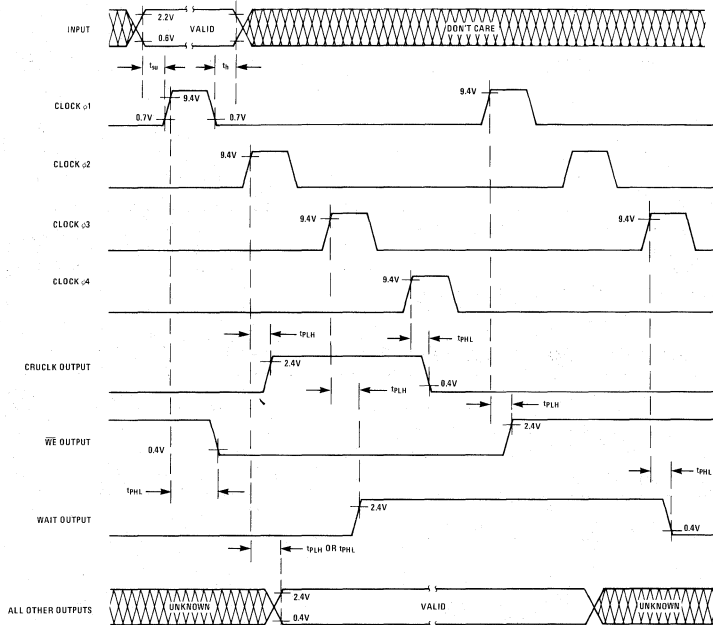 INPUT
2.2V
VALID
0.6V
DON'T CARE
tsu
th
CLOCK φ1
9.4V
0.7V
0.7V
9.4V
CLOCK φ2
9.4V
CLOCK φ3
9.4V
9.4V
CLOCK φ4
9.4V
tPLH
tPHL
CRUCLK OUTPUT
2.4V
0.4V
tPLH
tPLH
WE OUTPUT
0.4V
2.4V
tPHL
tPHL
WAIT OUTPUT
2.4V
0.4V
tPLH OR tPHL
ALL OTHER OUTPUTS
UNKNOWN
2.4V
0.4V
VALID
UNKNOWN